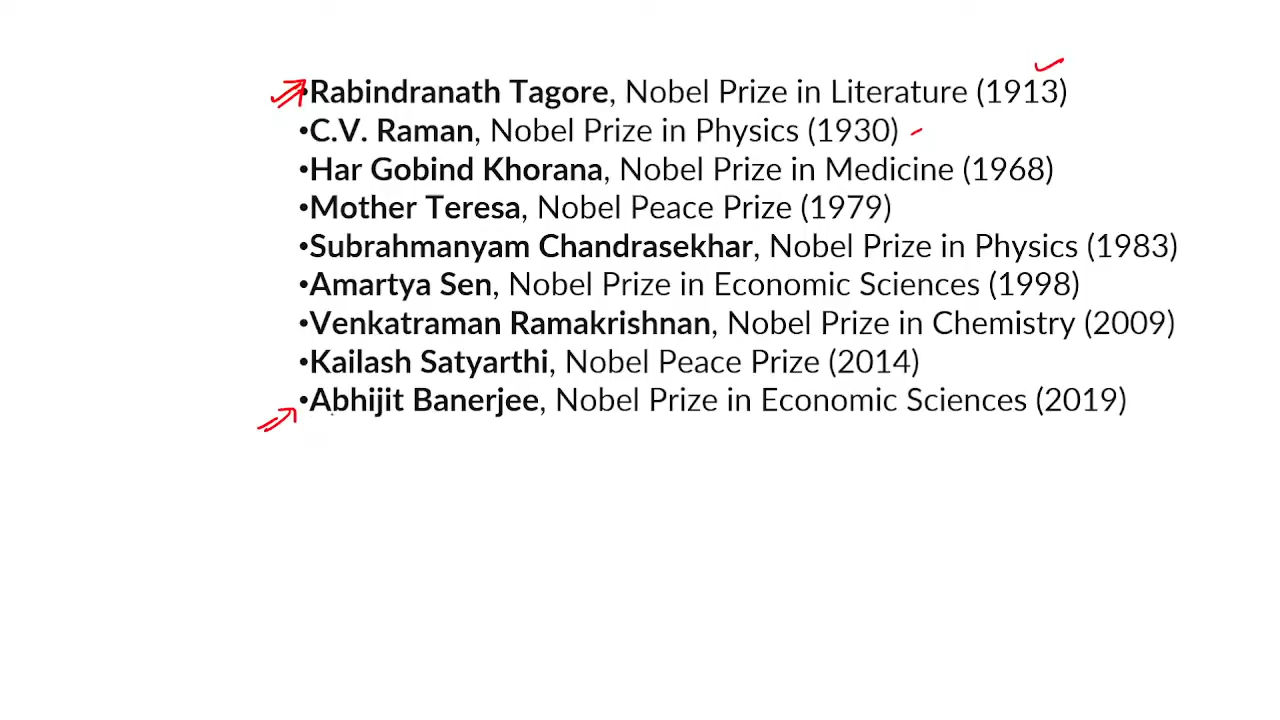 •Rabindranath Tagore, Nobel Prize in Literature (1913)
•C.V. Raman, Nobel Prize in Physics (1930)
•Har Gobind Khorana, Nobel Prize in Medicine (1968)
•Mother Teresa, Nobel Peace Prize (1979)
•Subrahmanyam Chandrasekhar, Nobel Prize in Physics (1983)
•Amartya Sen, Nobel Prize in Economic Sciences (1998)
•Venkatraman Ramakrishnan, Nobel Prize in Chemistry (2009)
•Kailash Satyarthi, Nobel Peace Prize (2014)
•Abhijit Banerjee, Nobel Prize in Economic Sciences (2019)